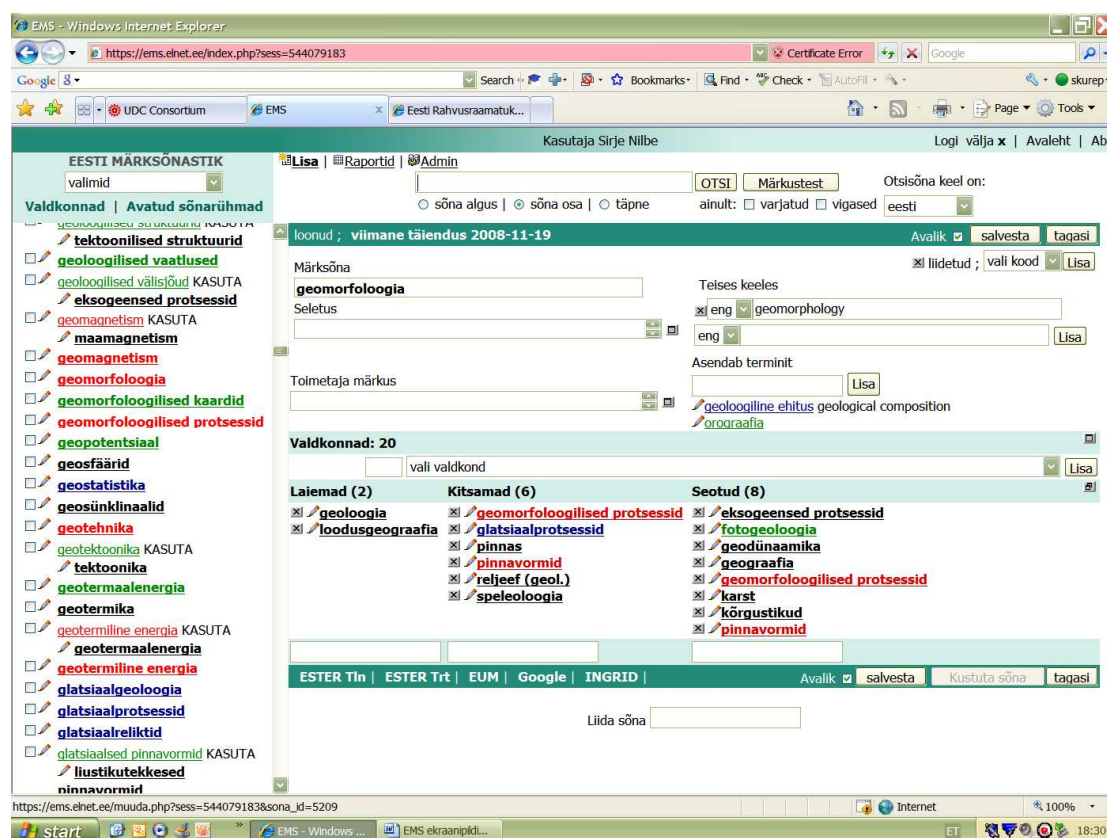 EMS - Windows Internet Explorer
https://ems.elnet.ee/index.php?sess=544079183
Certificate Error
Google
Google
Search
Bookmarks
Find
Check
AutoFill
skurep
UDC Consortium
EMS
Eesti Rahvusraamatuk...
Page
Tools
Kasutaja Sirje Nilbe
Logi välja x | Avaleht | Ab
EESTI MÄRKSÕNASTIK
valimid
Valdkonnad | Avatud sõnarühmad
Lisa | Raportid | Admin
OTSI Märkustest
Otsisõna keel on:
sõna algus | sõna osa | täpne
ainult: varjatud vigased eesti
geoloogilised struktuurid KASUTA
tektoonilised struktuurid
geoloogilised vaatlused
geoloogilised välisjõud KASUTA
eksogeensed protsessid
geomagnetism KASUTA
maamagnetism
geomagnetism
geomorfoloogia
geomorfoloogilised kaardid
geomorfoloogilised protsessid
geopotentsiaal
geosfäärid
geostatistika
geosünklinaalid
geotehnika
geotektoonika KASUTA
tektoonika
geotermaalenergia
geotermika
geotermiline energia KASUTA
geotermaalenergia
geotermiline energia
glatsiaalgeoloogia
glatsiaalprotsessid
glatsiaalreliktid
glatsiaalsed pinnavormid KASUTA
liustikutekkesed
pinnavormid
loonud ; viimane täiendus 2008-11-19
Avalik salvesta tagasi
liidetud ; vali kood Lisa
Märksõna
geomorfoloogia
Seletus
Toimetaja märkus
Teises keeles
eng geomorphology
eng Lisa
Asendab terminit
Lisa
geoloogiline ehitus geological composition
orograafia
Valdkonnad: 20
vali valdkond Lisa
Laiemad (2)
geoloogia
loodusgeograafia
Kitsamad (6)
geomorfoloogilised protsessid
glatsiaalprotsessid
pinnas
pinnavormid
reljeef (geol.)
speleoloogia
Seotud (8)
eksogeensed protsessid
fotogeoloogia
geodünaamika
geograafia
geomorfoloogilised protsessid
karst
kõrgustikud
pinnavormid
ESTER Tln | ESTER Trt | EUM | Google | INGRID |
Avalik salvesta Kustuta sõna tagasi
Liida sõna
https://ems.elnet.ee/muuda.php?sess=544079183&sona_id=5209
Internet
100%
start
EMS - Windows ...
EMS ekraanipildi...
ET
18:30